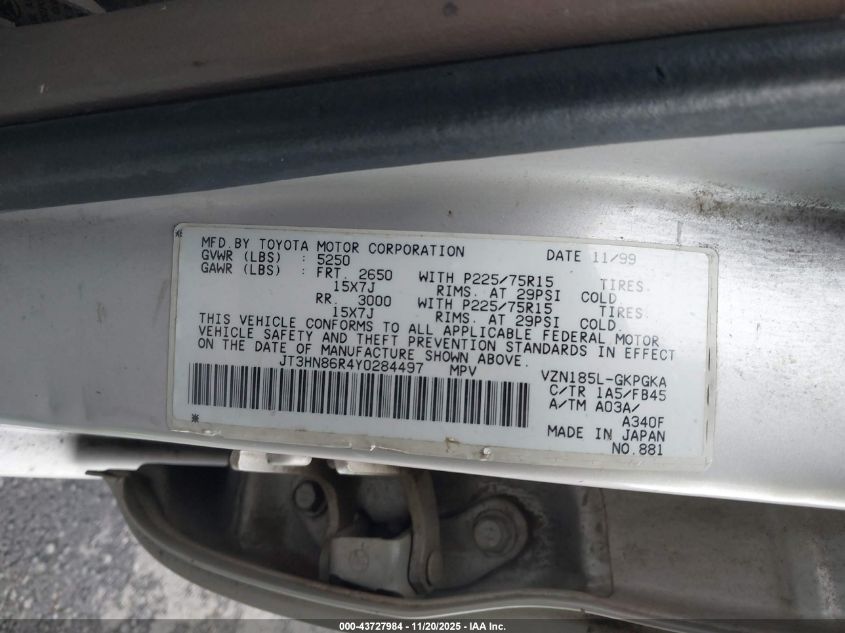 MFD. BY TOYOTA MOTOR CORPORATION DATE 11/99
GVWR (LBS) : 5250
GAWR (LBS) : FRT. 2650 WITH P225/75R15 TIRES.
15X7J RIMS. AT 29PSI COLD
RR. 3000 WITH P225/75R15 TIRES.
15X7J RIMS. AT 29PSI COLD.
THIS VEHICLE CONFORMS TO ALL APPLICABLE FEDERAL MOTOR
VEHICLE SAFETY AND THEFT PREVENTION STANDARDS IN EFFECT
ON THE DATE OF MANUFACTURE SHOWN ABOVE.
JT3HN86R4Y0284497 MPV VZN185L-GKPGKA
C/TR 1A5/FB45
A/TM A03A/
A340F
MADE IN JAPAN
NO.881
000-43727984 - 11/20/2025 - IAA Inc.